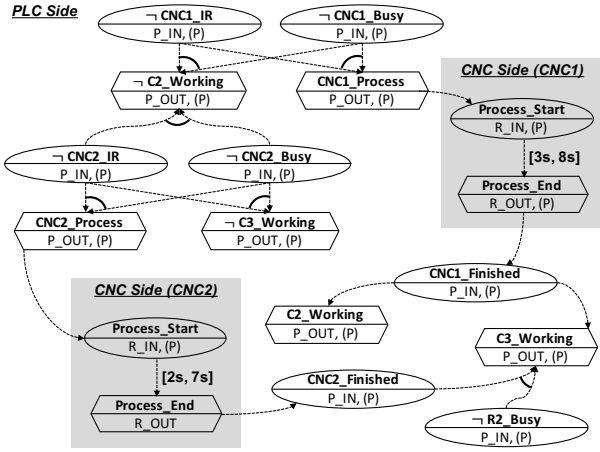 PLC Side
¬ CNC1_IR
P_IN, (P)
¬ CNC1_Busy
P_IN, (P)
¬ C2_Working
P_OUT, (P)
CNC1_Process
P_OUT, (P)
CNC Side (CNC1)
Process_Start
R_IN, (P)
[3s, 8s]
Process_End
R_OUT, (P)
¬ CNC2_IR
P_IN, (P)
¬ CNC2_Busy
P_IN, (P)
CNC2_Process
P_OUT, (P)
¬ C3_Working
P_OUT, (P)
CNC1_Finished
P_IN, (P)
C2_Working
P_OUT, (P)
C3_Working
P_OUT, (P)
CNC Side (CNC2)
Process_Start
R_IN, (P)
[2s, 7s]
Process_End
R_OUT
CNC2_Finished
P_IN, (P)
¬ R2_Busy
P_IN, (P)